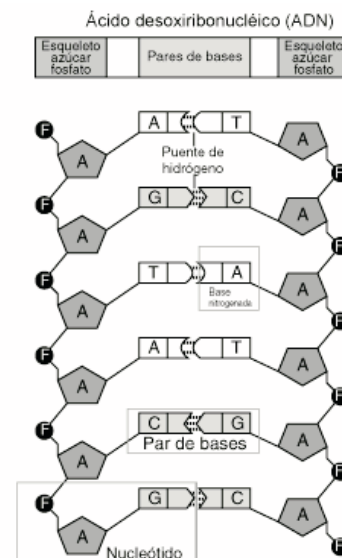 Ácido desoxiribonucléico (ADN)
Esqueleto azúcar fosfato
Pares de bases
Esqueleto azúcar fosfato
F A T
A A
Puente de hidrógeno
F
F G C
A A
F
F T A
Base nitrogenada
A A
F
F A T
A A
F
F C G
Par de bases
A A
F
F G C
A A
Nucleótido
F